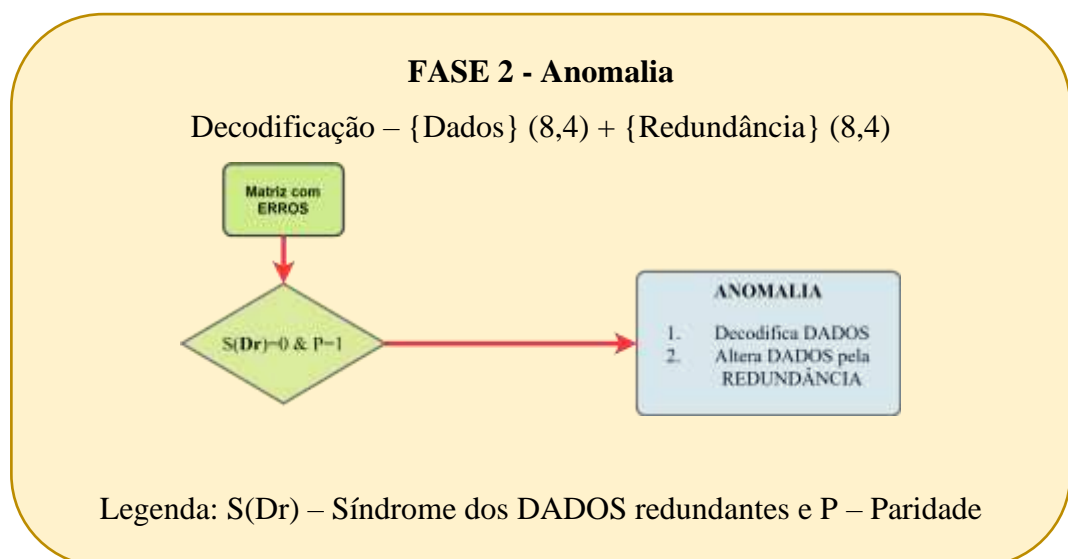 FASE 2 - Anomalia
Decodificação – {Dados} (8,4) + {Redundância} (8,4)
Matriz com
ERROS
S(Dr)=0 & P=1
ANOMALIA
1. Decodifica DADOS
2. Altera DADOS pela
REDUNDÂNCIA
Legenda: S(Dr) – Síndrome dos DADOS redundantes e P – Paridade